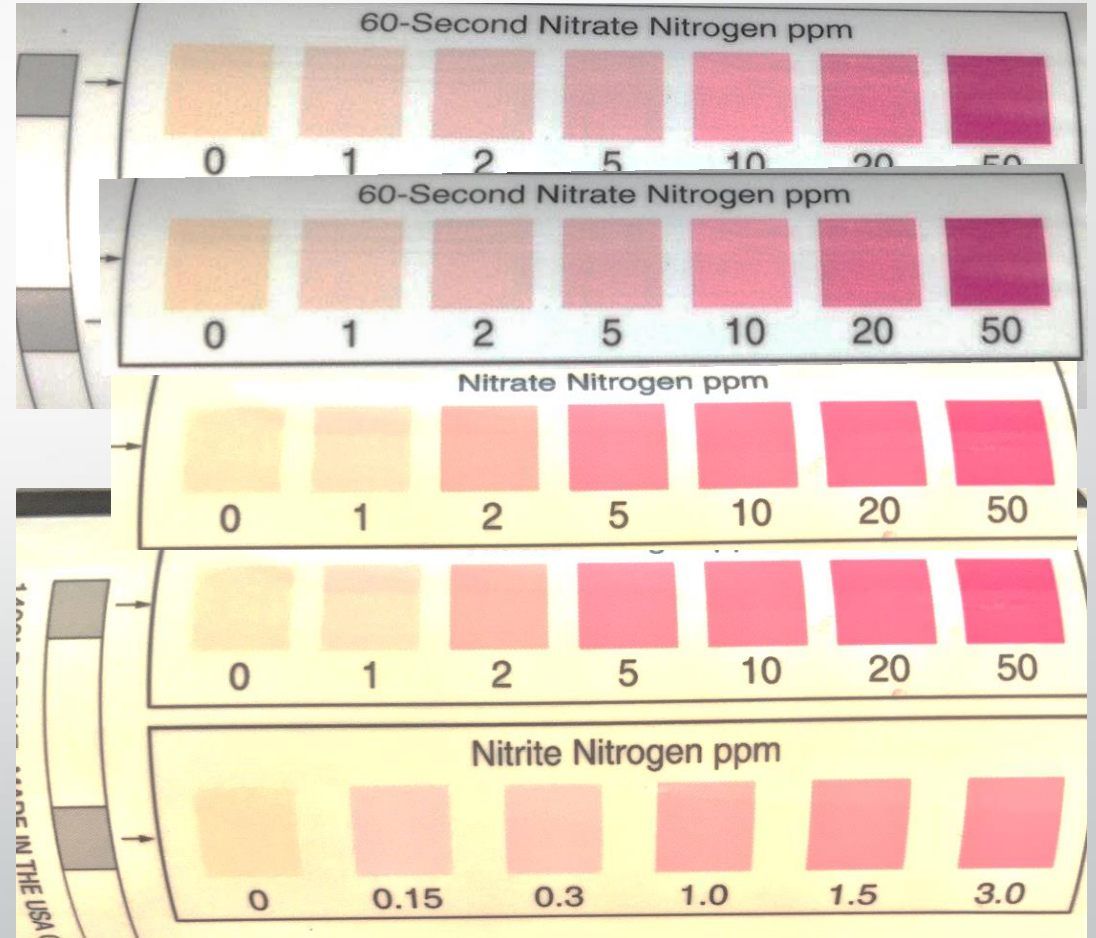 60-Second Nitrate Nitrogen ppm
0 1 2 5 10 20 50
60-Second Nitrate Nitrogen ppm
0 1 2 5 10 20 50
Nitrate Nitrogen ppm
0 1 2 5 10 20 50
0 1 2 5 10 20 50
Nitrite Nitrogen ppm
0 0.15 0.3 1.0 1.5 3.0
MADE IN THE USA